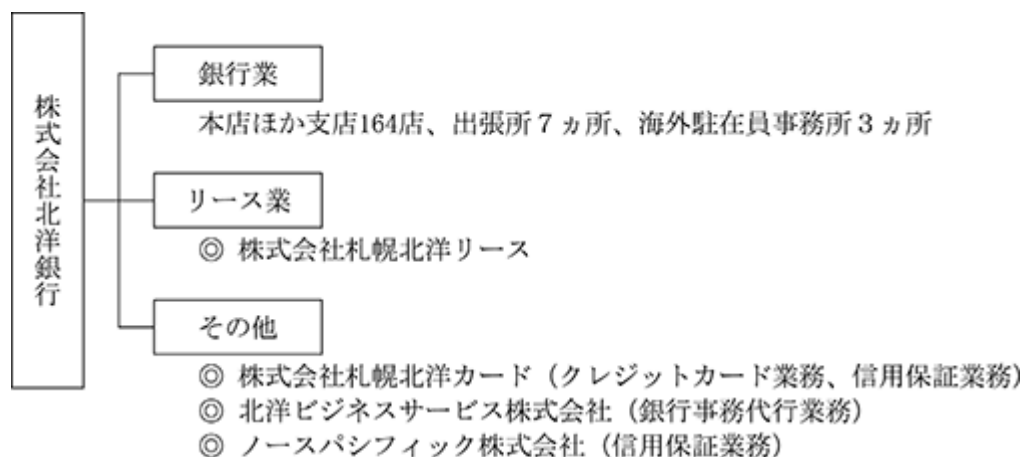 株式会社北洋銀行
銀行業
本店ほか支店164店、出張所７ヵ所、海外駐在員事務所３ヵ所
リース業
◎ 株式会社札幌北洋リース
その他
◎ 株式会社札幌北洋カード（クレジットカード業務、信用保証業務）
◎ 北洋ビジネスサービス株式会社（銀行事務代行業務）
◎ ノースパシフィック株式会社（信用保証業務）